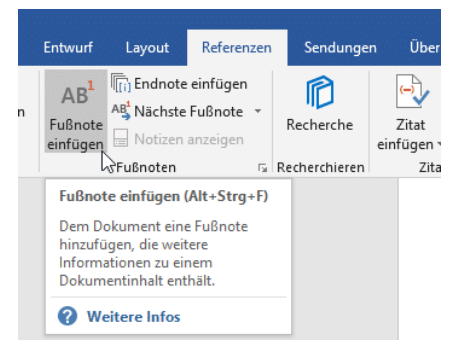 Entwurf Layout Referenzen Sendungen Über
AB1 Endnote einfügen
Fußnote einfügen
AB1 Nächste Fußnote
Notizen anzeigen
Recherche
Zitat einfügen
n
Fußnoten Recherchieren Zita
Fußnote einfügen (Alt+Strg+F)
Dem Dokument eine Fußnote
hinzufügen, die weitere
Informationen zu einem
Dokumentinhalt enthält.
? Weitere Infos